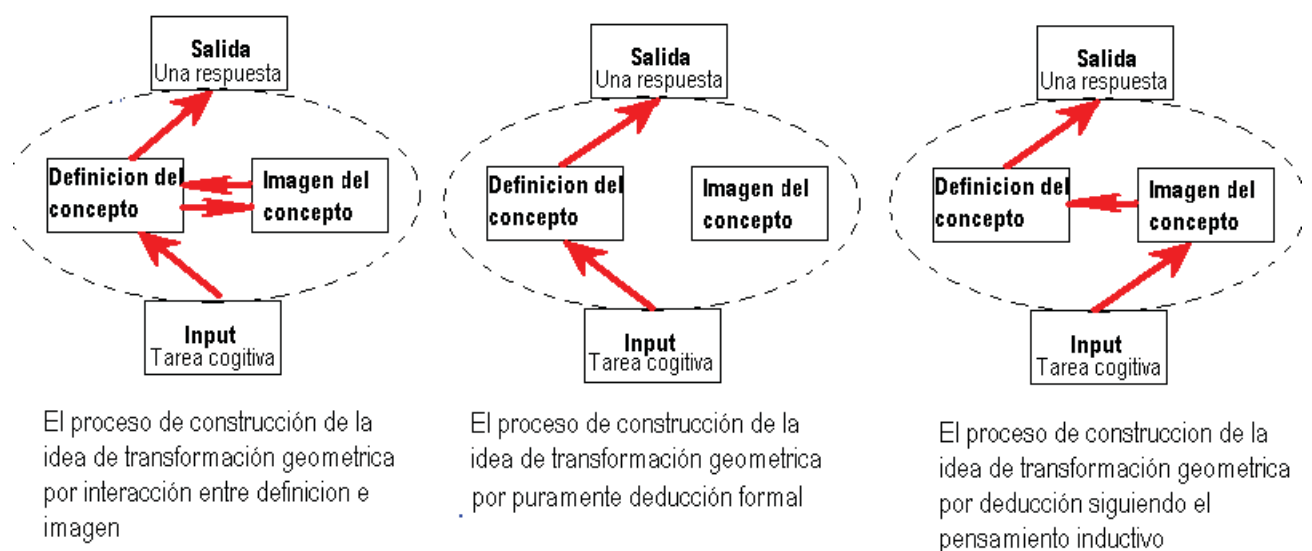 Salida
Una respuesta
Definicion del
concepto
Imagen del
concepto
Input
Tarea cogitiva
El proceso de construcción de la
idea de transformación geometrica
por interacción entre definicion e
imagen
Salida
Una respuesta
Definicion del
concepto
Imagen del
concepto
Input
Tarea cogitiva
El proceso de construcción de la
idea de transformación geometrica
por puramente deducción formal
Salida
Una respuesta
Definicion del
concepto
Imagen del
concepto
Input
Tarea cogitiva
El proceso de construccion de la
idea de transformación geometrica
por deducción siguiendo el
pensamiento inductivo